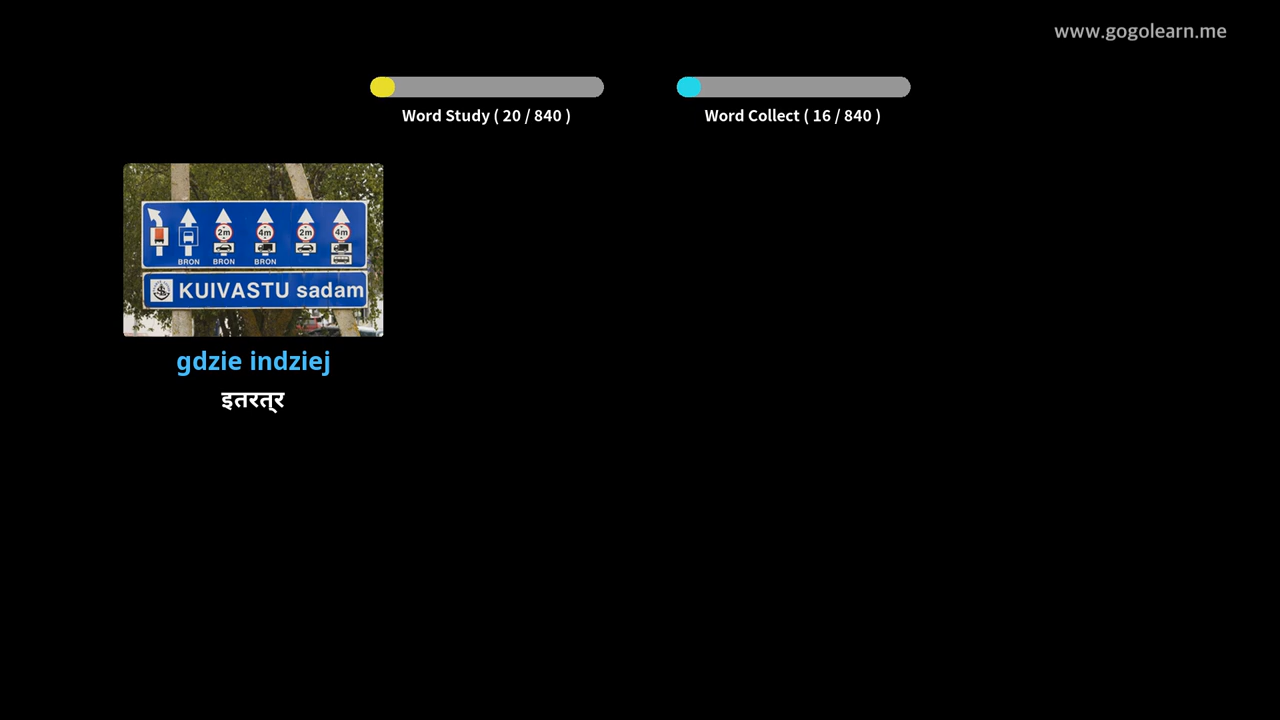 www.gogolearn.me
Word Study ( 20 / 840 )
Word Collect ( 16 / 840 )
2m
4m
2m
4m
BRON
BRON
BRON
KUIVASTU sadam
gdzie indziej
इतरत्र